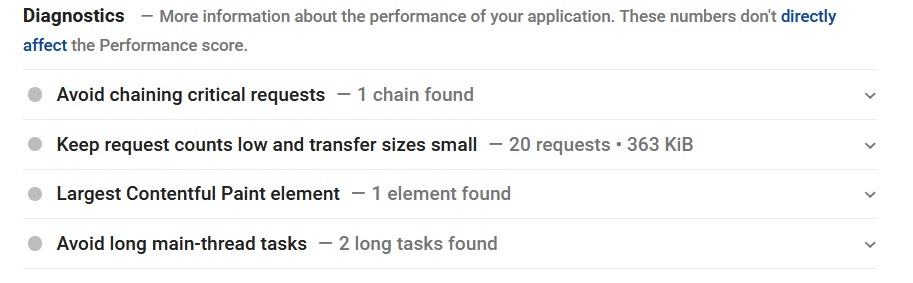 Diagnostics — More information about the performance of your application. These numbers don't directly
affect the Performance score.
Avoid chaining critical requests — 1 chain found
Keep request counts low and transfer sizes small — 20 requests • 363 KiB
Largest Contentful Paint element — 1 element found
Avoid long main-thread tasks — 2 long tasks found